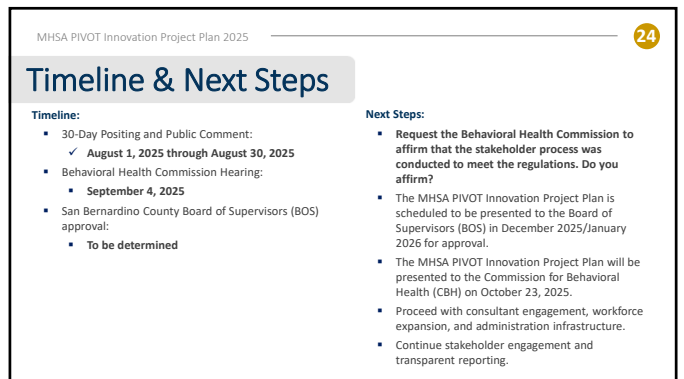 MHSA PIVOT Innovation Project Plan 2025
24
Timeline & Next Steps
Timeline:
▪ 30-Day Positing and Public Comment:
✓ August 1, 2025 through August 30, 2025
▪ Behavioral Health Commission Hearing:
▪ September 4, 2025
▪ San Bernardino County Board of Supervisors (BOS)
approval:
▪ To be determined
Next Steps:
▪ Request the Behavioral Health Commission to
affirm that the stakeholder process was
conducted to meet the regulations. Do you
affirm?
▪ The MHSA PIVOT Innovation Project Plan is
scheduled to be presented to the Board of
Supervisors (BOS) in December 2025/January
2026 for approval.
▪ The MHSA PIVOT Innovation Project Plan will be
presented to the Commission for Behavioral
Health (CBH) on October 23, 2025.
▪ Proceed with consultant engagement, workforce
expansion, and administration infrastructure.
▪ Continue stakeholder engagement and
transparent reporting.